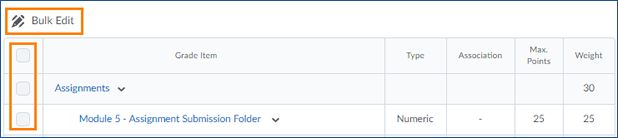 Bulk Edit
Grade Item Type Association Max. Points Weight
Assignments 30
Module 5 - Assignment Submission Folder Numeric - 25 25